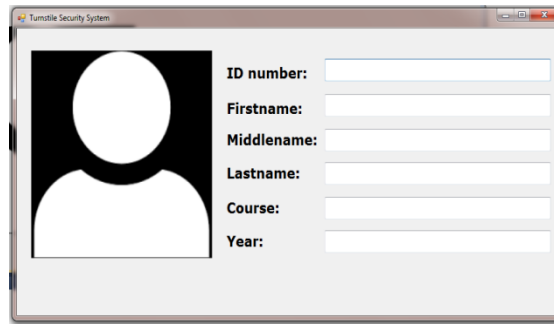 Turnstile Security System
ID number:
Firstname:
Middlename:
Lastname:
Course:
Year: